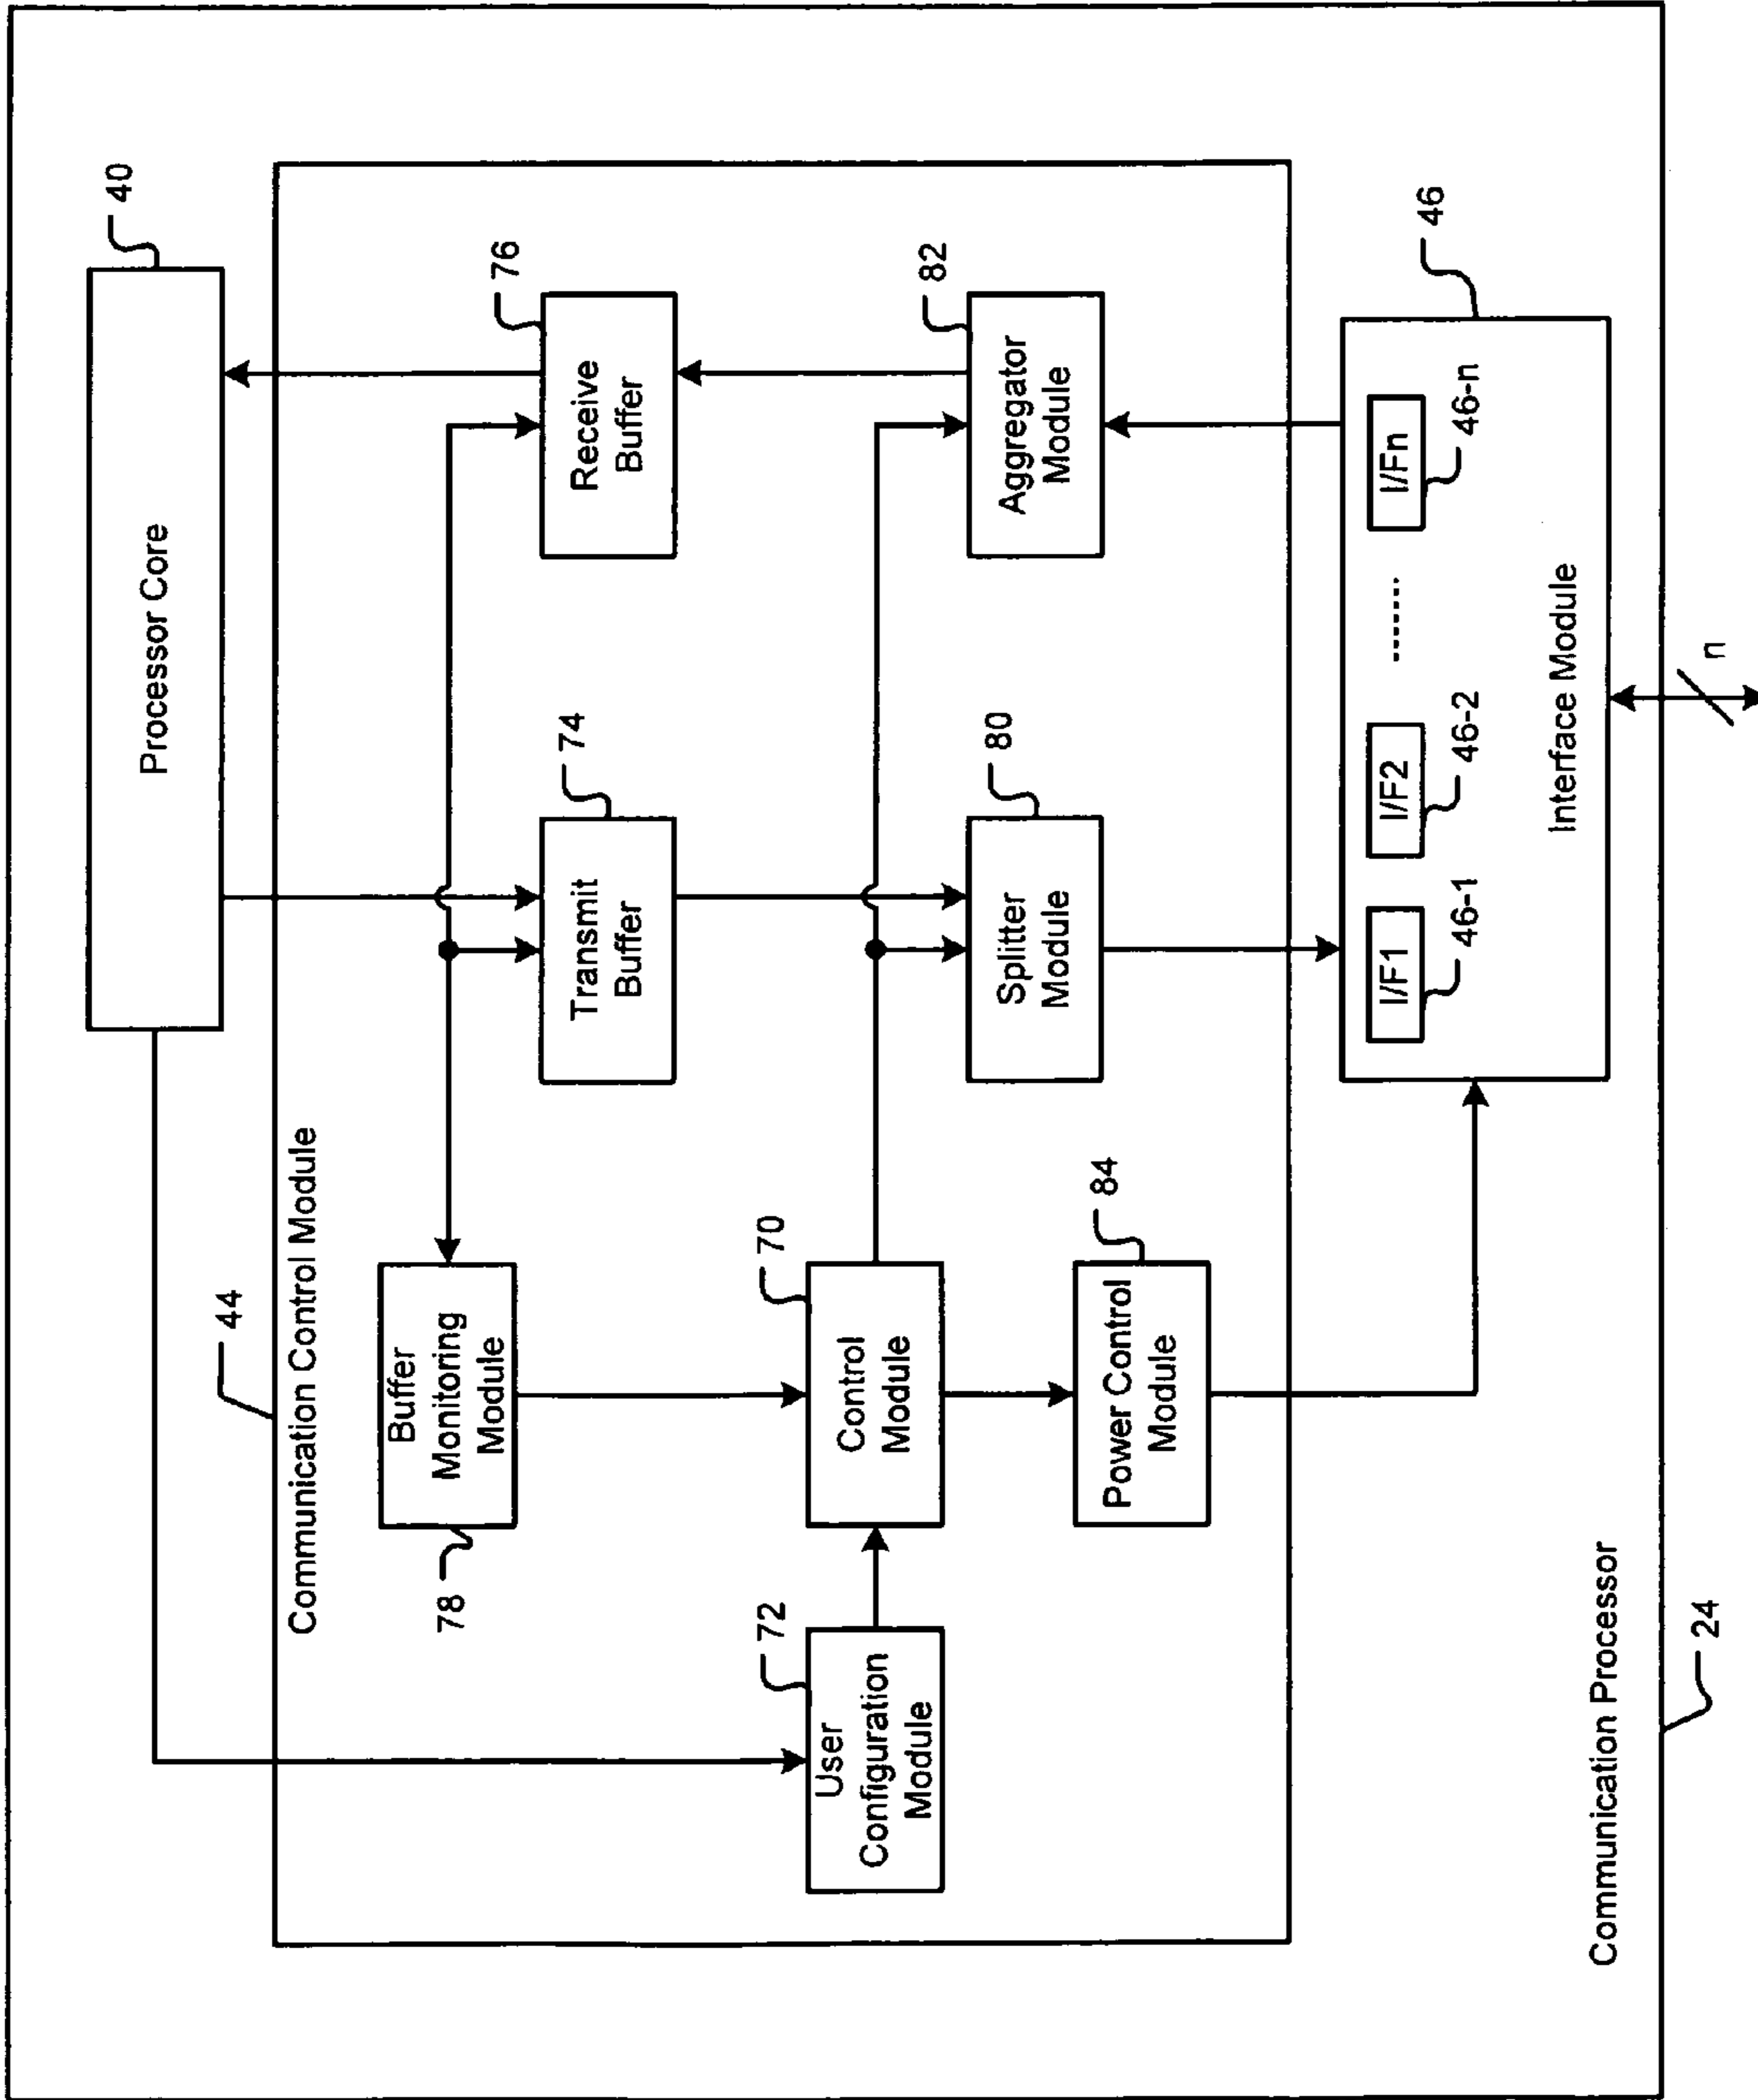 40
Processor Core
44
Communication Control Module
78
Buffer
Monitoring
Module
74
Transmit
Buffer
76
Receive
Buffer
72
User
Configuration
Module
70
Control
Module
80
Splitter
Module
82
Aggregator
Module
84
Power Control
Module
46
I/F1
46-1
I/F2
46-2
-------
I/Fn
46-n
Interface Module
n
Communication Processor
24